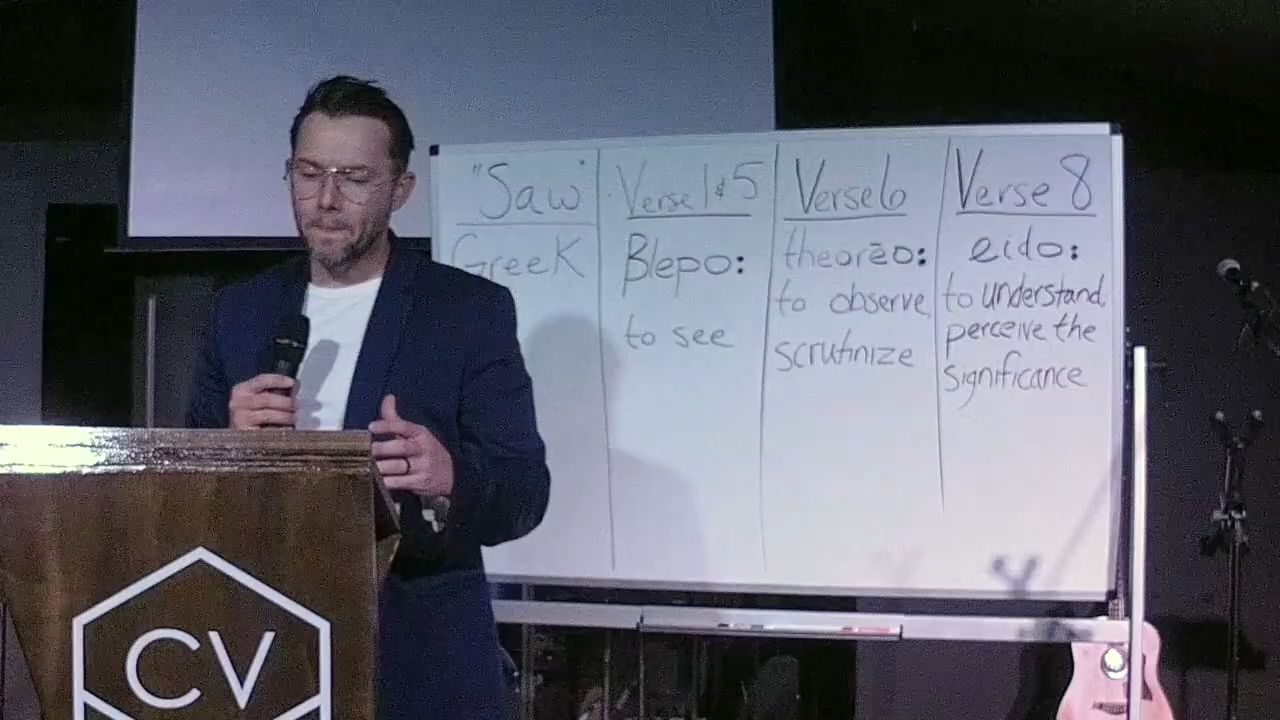 "Saw"
Greek
Verse 1 & 5
Blepo:
to see
Verse 6
theorēo:
to observe,
scrutinize
Verse 8
eido:
to understand,
perceive the
significance
CV